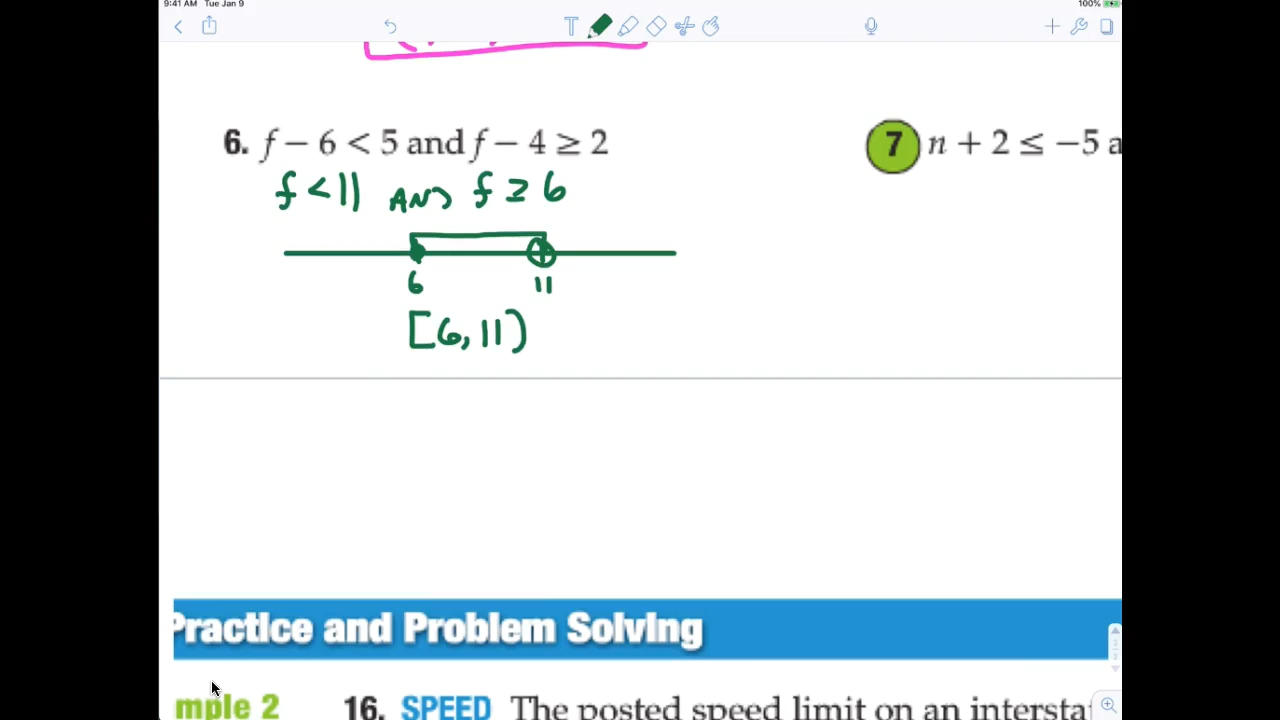 9:41 AM Tue Jan 9
100%
T
6. f − 6 < 5 and f − 4 ≥ 2
7 n + 2 ≤ −5 a
f < 11 AND f ≥ 6
6 11
[6, 11)
Practice and Problem Solving
mple 2 16. SPEED The posted speed limit on an intersta